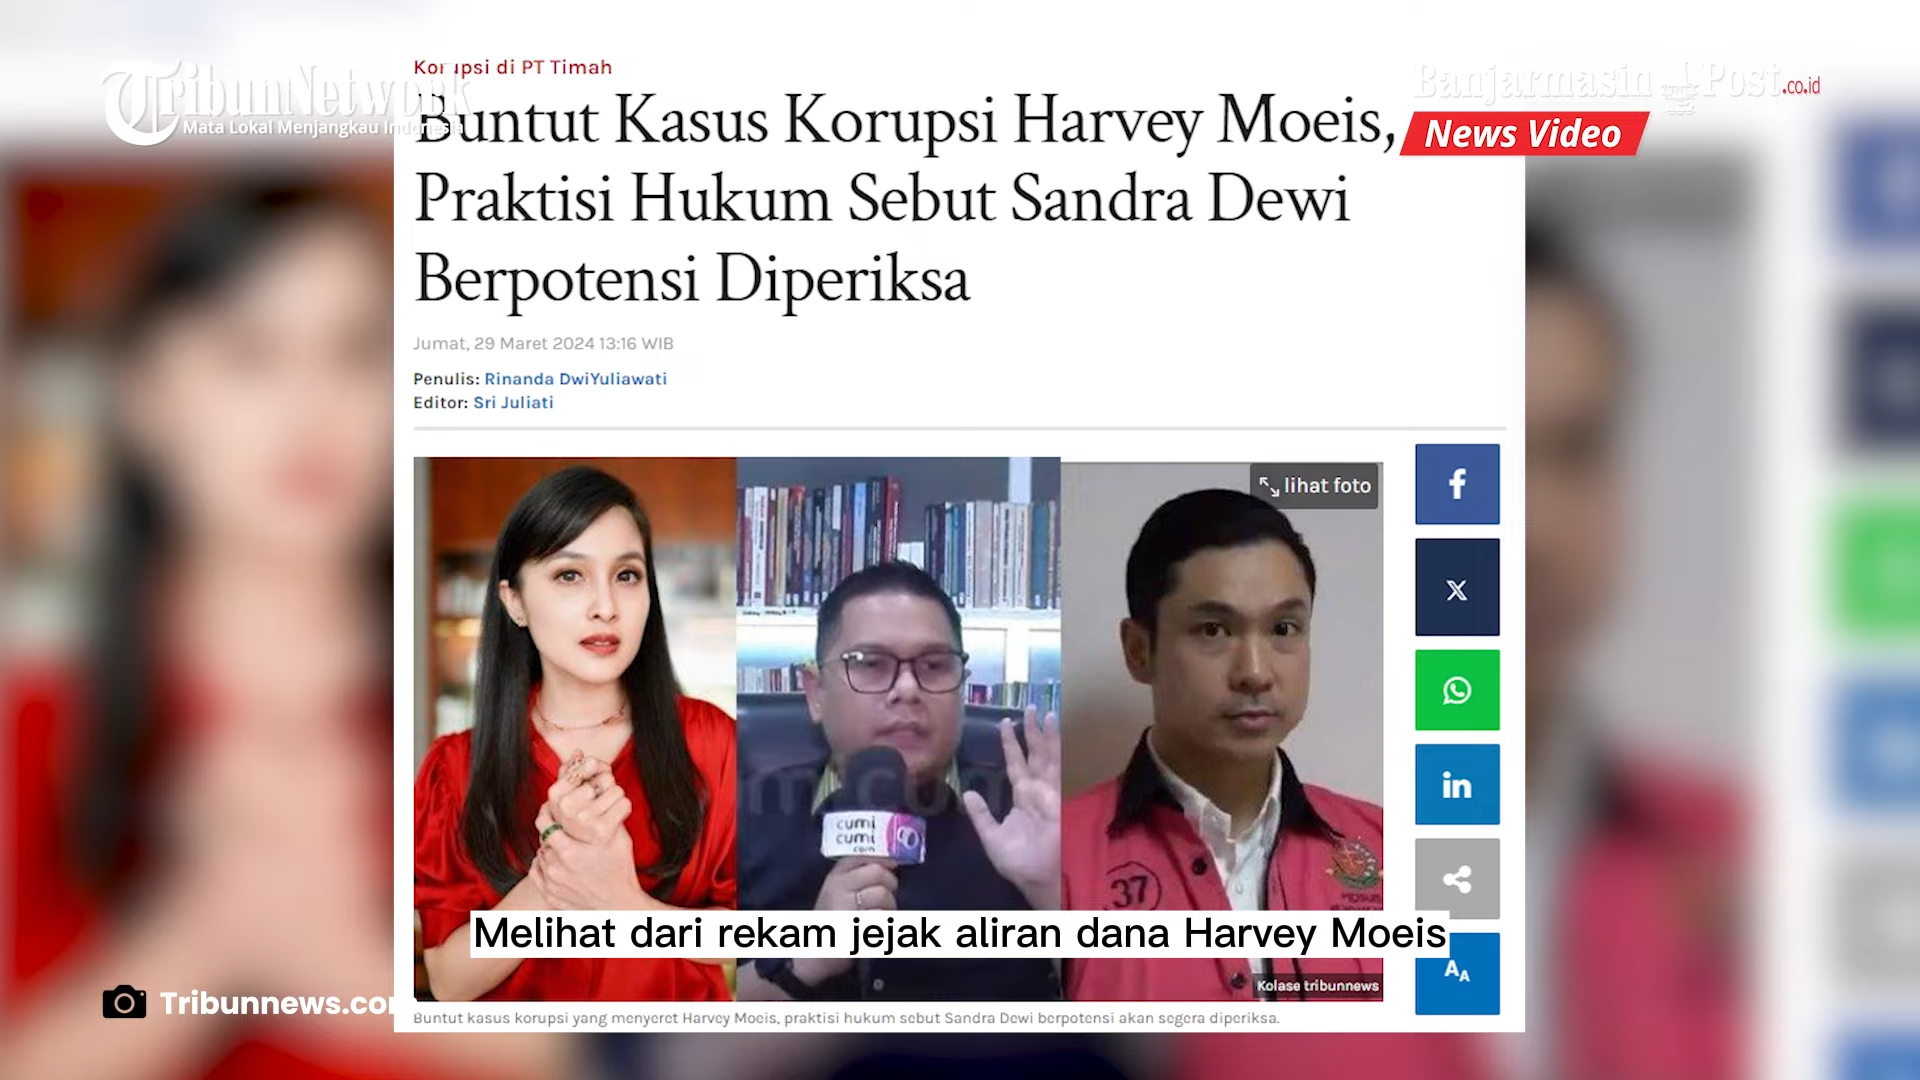 TribunNetwork
Mata Lokal Menjangkau Indonesia
Banjarmasin Post.co.id
News Video
Korupsi di PT Timah
Buntut Kasus Korupsi Harvey Moeis,
Praktisi Hukum Sebut Sandra Dewi
Berpotensi Diperiksa
Jumat, 29 Maret 2024 13:16 WIB
Penulis: Rinanda DwiYuliawati
Editor: Sri Juliati
lihat foto
f
X
in
AA
cumi
cumi
com
37
Melihat dari rekam jejak aliran dana Harvey Moeis
Kolase tribunnews
Tribunnews.com
Buntut kasus korupsi yang menyeret Harvey Moeis, praktisi hukum sebut Sandra Dewi berpotensi akan segera diperiksa.